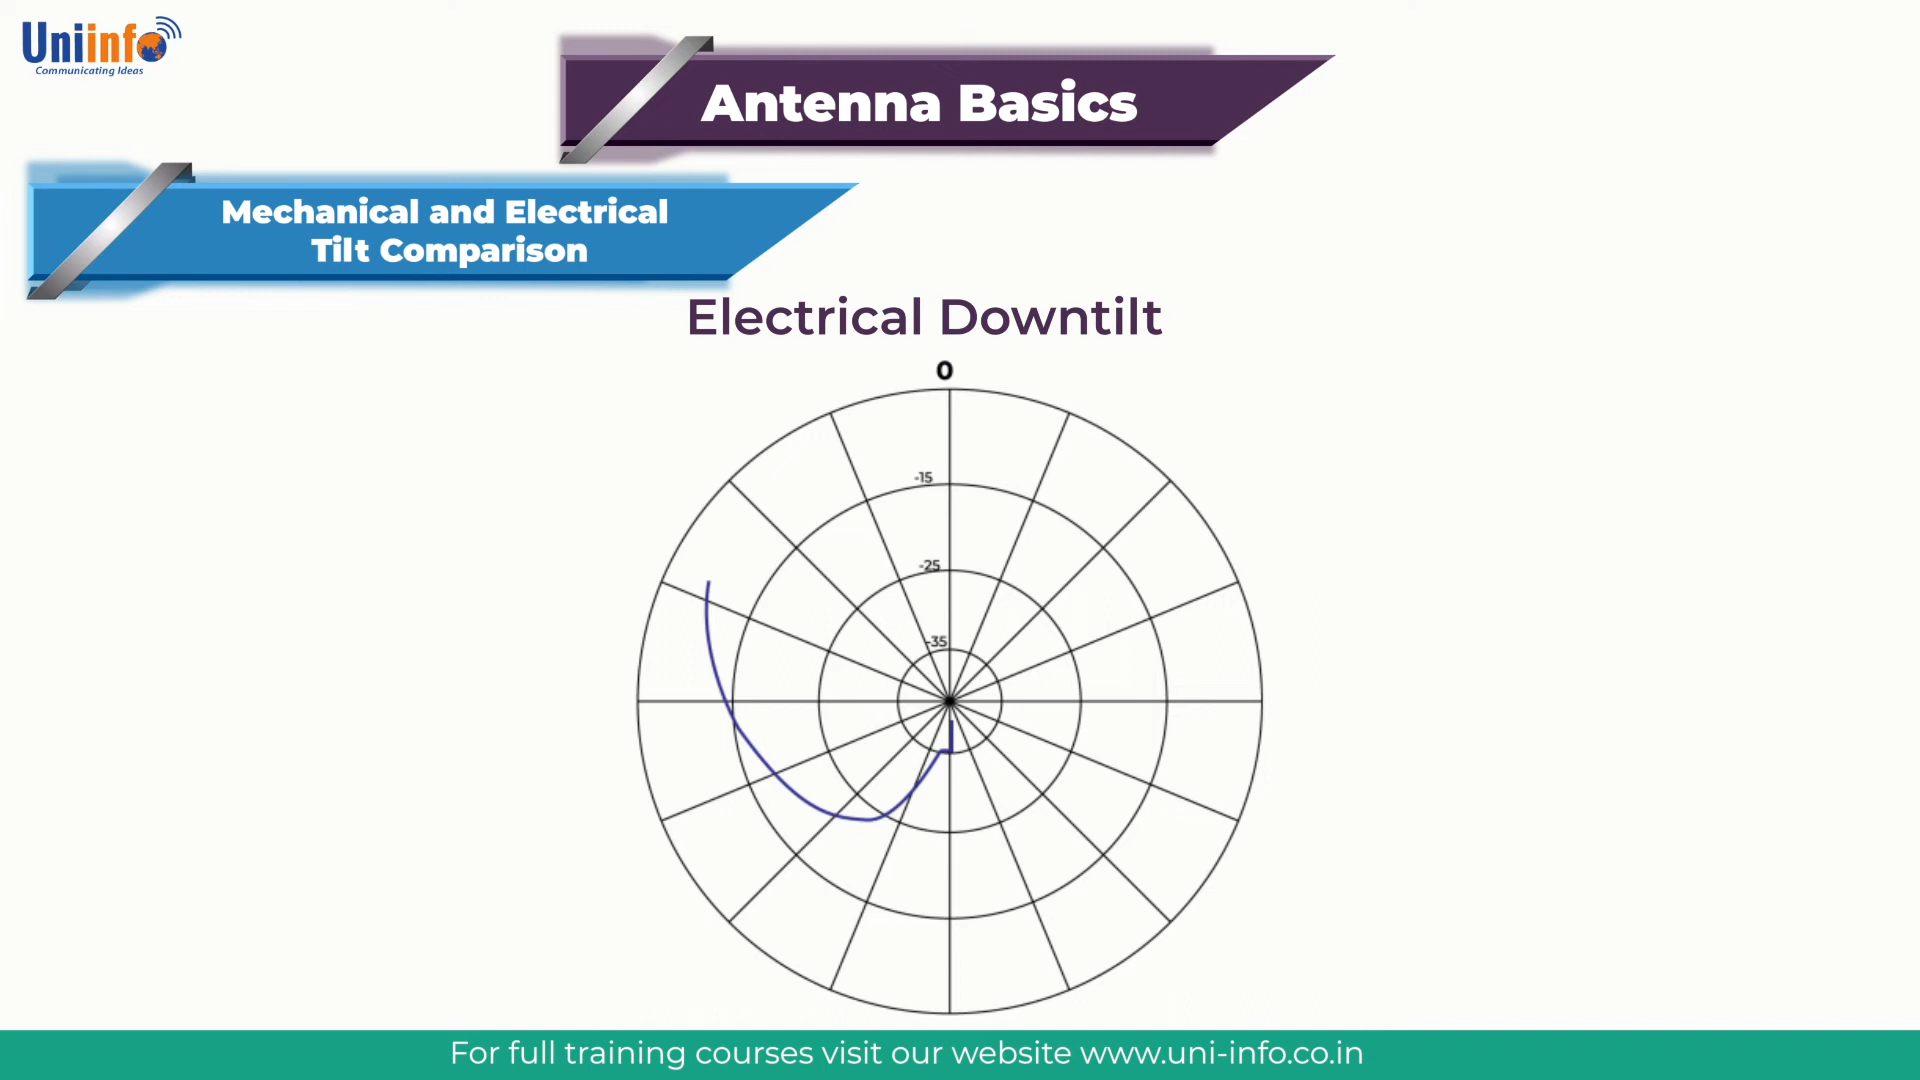 Uniinfo
Communicating Ideas
Antenna Basics
Mechanical and Electrical
Tilt Comparison
Electrical Downtilt
0
-15
-25
-35
For full training courses visit our website www.uni-info.co.in